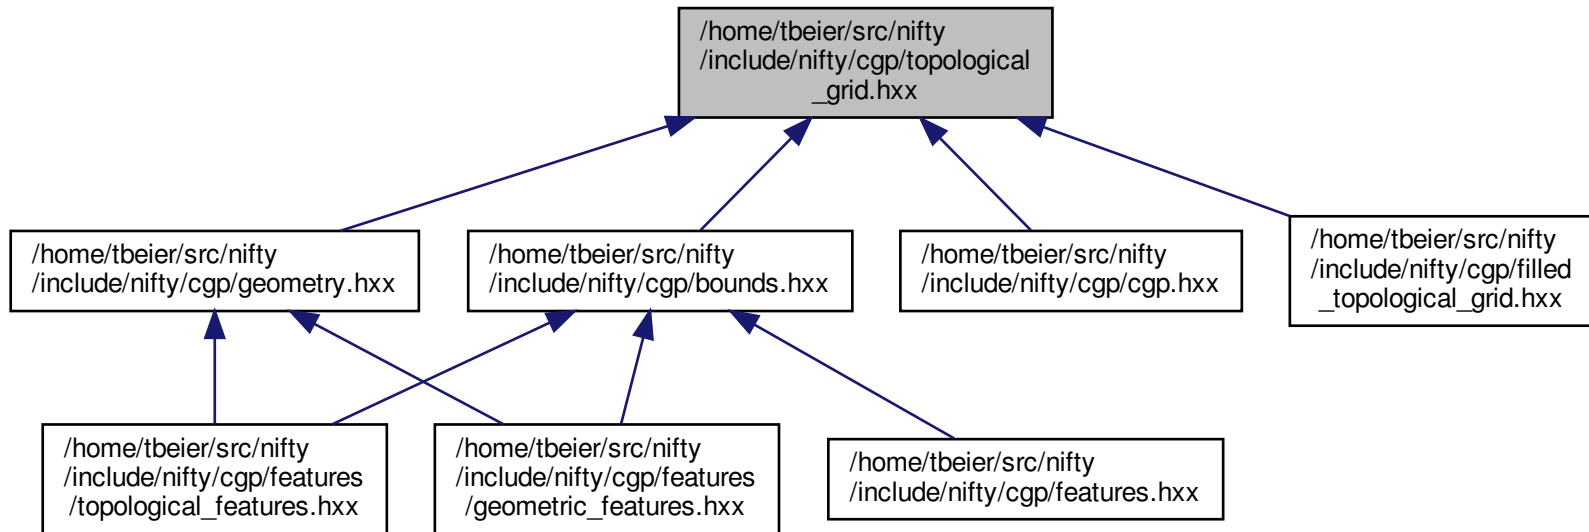 /home/tbeier/src/nifty
/include/nifty/cgp/topological
_grid.hxx
/home/tbeier/src/nifty
/include/nifty/cgp/geometry.hxx
/home/tbeier/src/nifty
/include/nifty/cgp/bounds.hxx
/home/tbeier/src/nifty
/include/nifty/cgp/cgp.hxx
/home/tbeier/src/nifty
/include/nifty/cgp/filled
_topological_grid.hxx
/home/tbeier/src/nifty
/include/nifty/cgp/features
/topological_features.hxx
/home/tbeier/src/nifty
/include/nifty/cgp/features
/geometric_features.hxx
/home/tbeier/src/nifty
/include/nifty/cgp/features.hxx